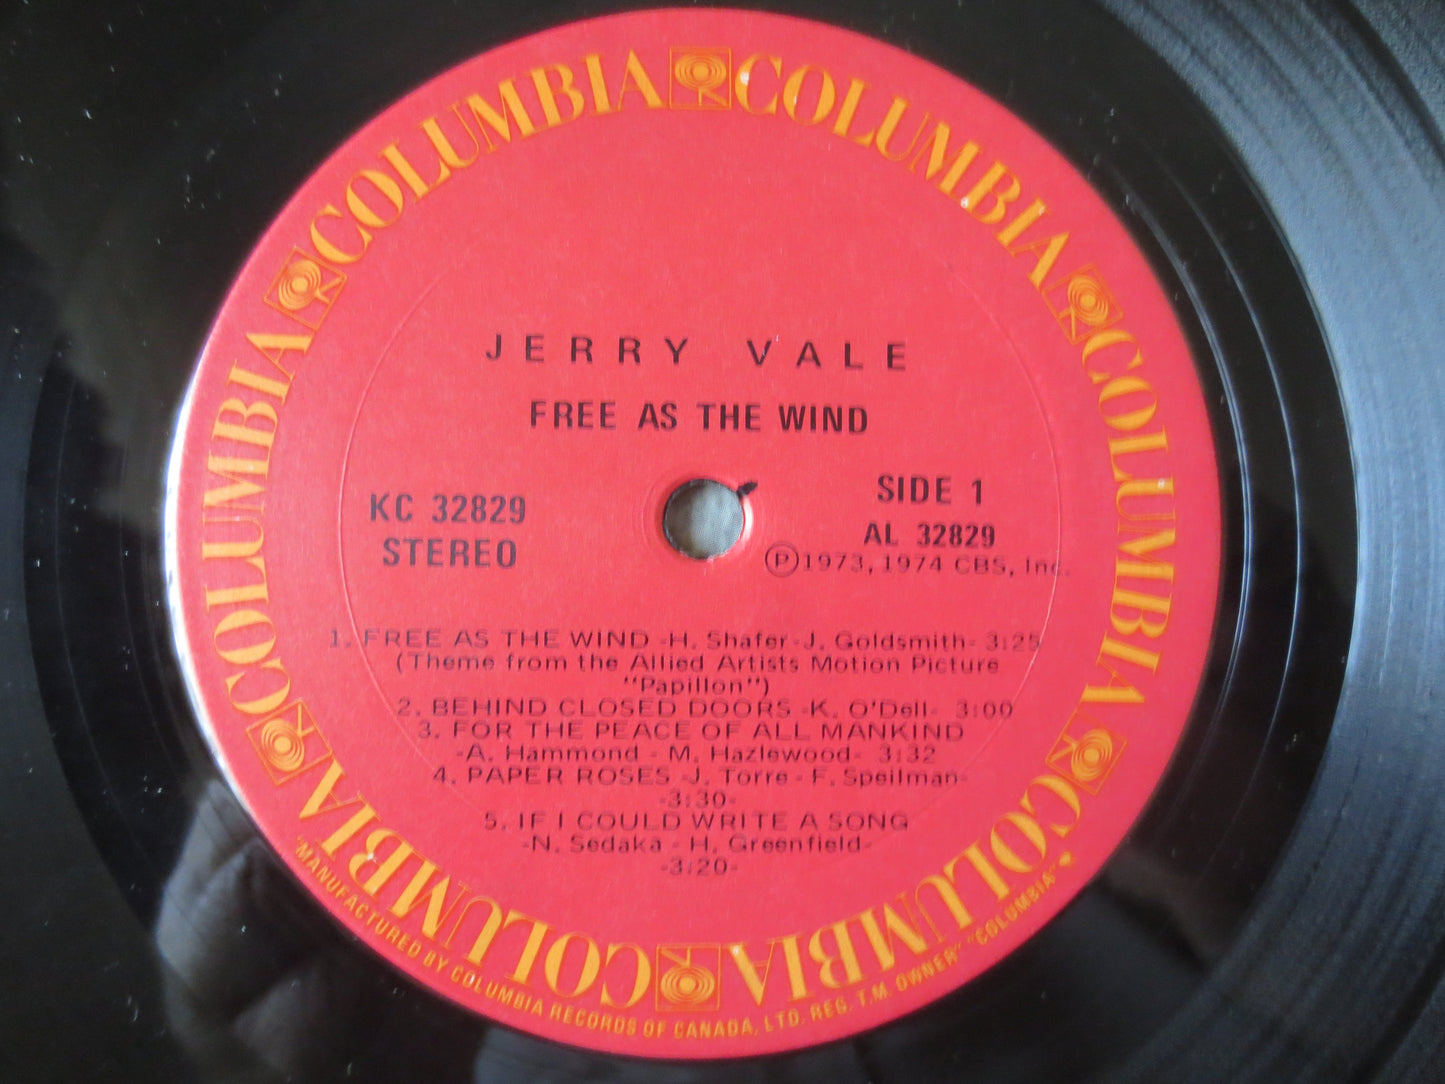 COLUMBIA COLUMBIA COLUMBIA COLUMBIA COLUMBIA COLUMBIA COLUMBIA COLUMBIA
JERRY VALE
FREE AS THE WIND
KC 32829
STEREO
SIDE 1
AL 32829
Ⓟ1973, 1974 CBS, Inc.
1. FREE AS THE WIND -H. Shafer -J. Goldsmith- 3:25
(Theme from the Allied Artists Motion Picture
"Papillon")
2. BEHIND CLOSED DOORS -K. O'Dell- 3:00
3. FOR THE PEACE OF ALL MANKIND
-A. Hammond - M. Hazlewood- 3:32
4. PAPER ROSES -J. Torre - F. Speilman-
-3:30-
5. IF I COULD WRITE A SONG
-N. Sedaka - H. Greenfield-
-3:20-
"MANUFACTURED BY COLUMBIA RECORDS OF CANADA, LTD. REG. T.M. OWNER" "COLUMBIA"